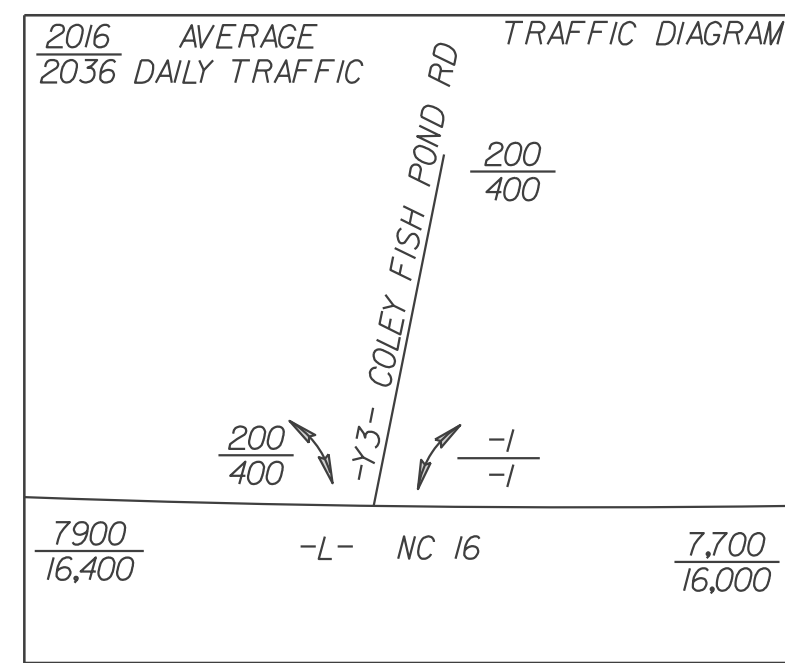 2016 AVERAGE
2036 DAILY TRAFFIC
TRAFFIC DIAGRAM
-Y3- COLEY FISH POND RD
200
400
200
400
-1
-1
7900
16,400
-L- NC 16
7,700
16,000